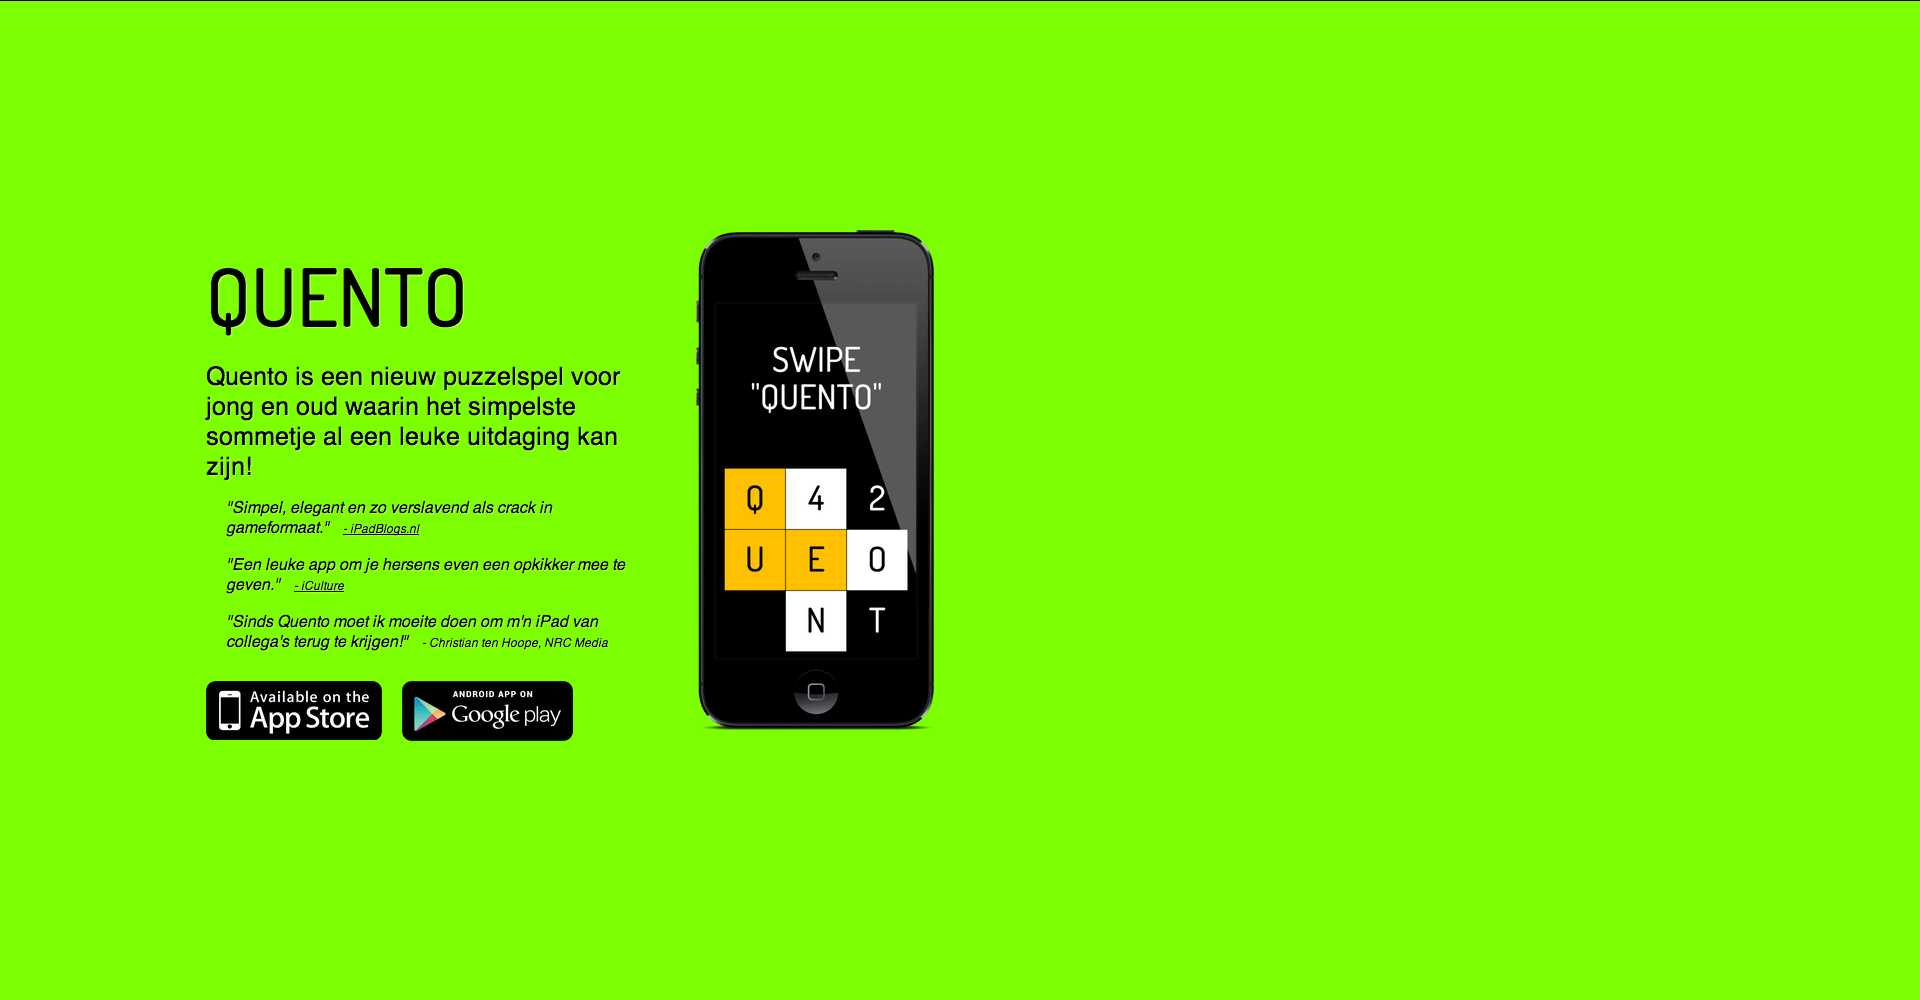 QUENTO
Quento is een nieuw puzzelspel voor
jong en oud waarin het simpelste
sommetje al een leuke uitdaging kan
zijn!
"Simpel, elegant en zo verslavend als crack in
gameformaat." - iPadBlogs.nl
"Een leuke app om je hersens even een opkikker mee te
geven." - iCulture
"Sinds Quento moet ik moeite doen om m'n iPad van
collega's terug te krijgen!" - Christian ten Hoope, NRC Media
Available on the
App Store
ANDROID APP ON
Google play
SWIPE
"QUENTO"
Q 4 2
U E O
N T